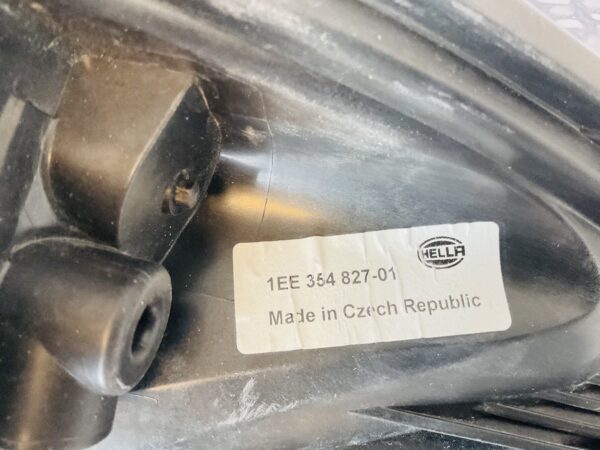 HELLA
1EE 354 827-01
Made in Czech Republic